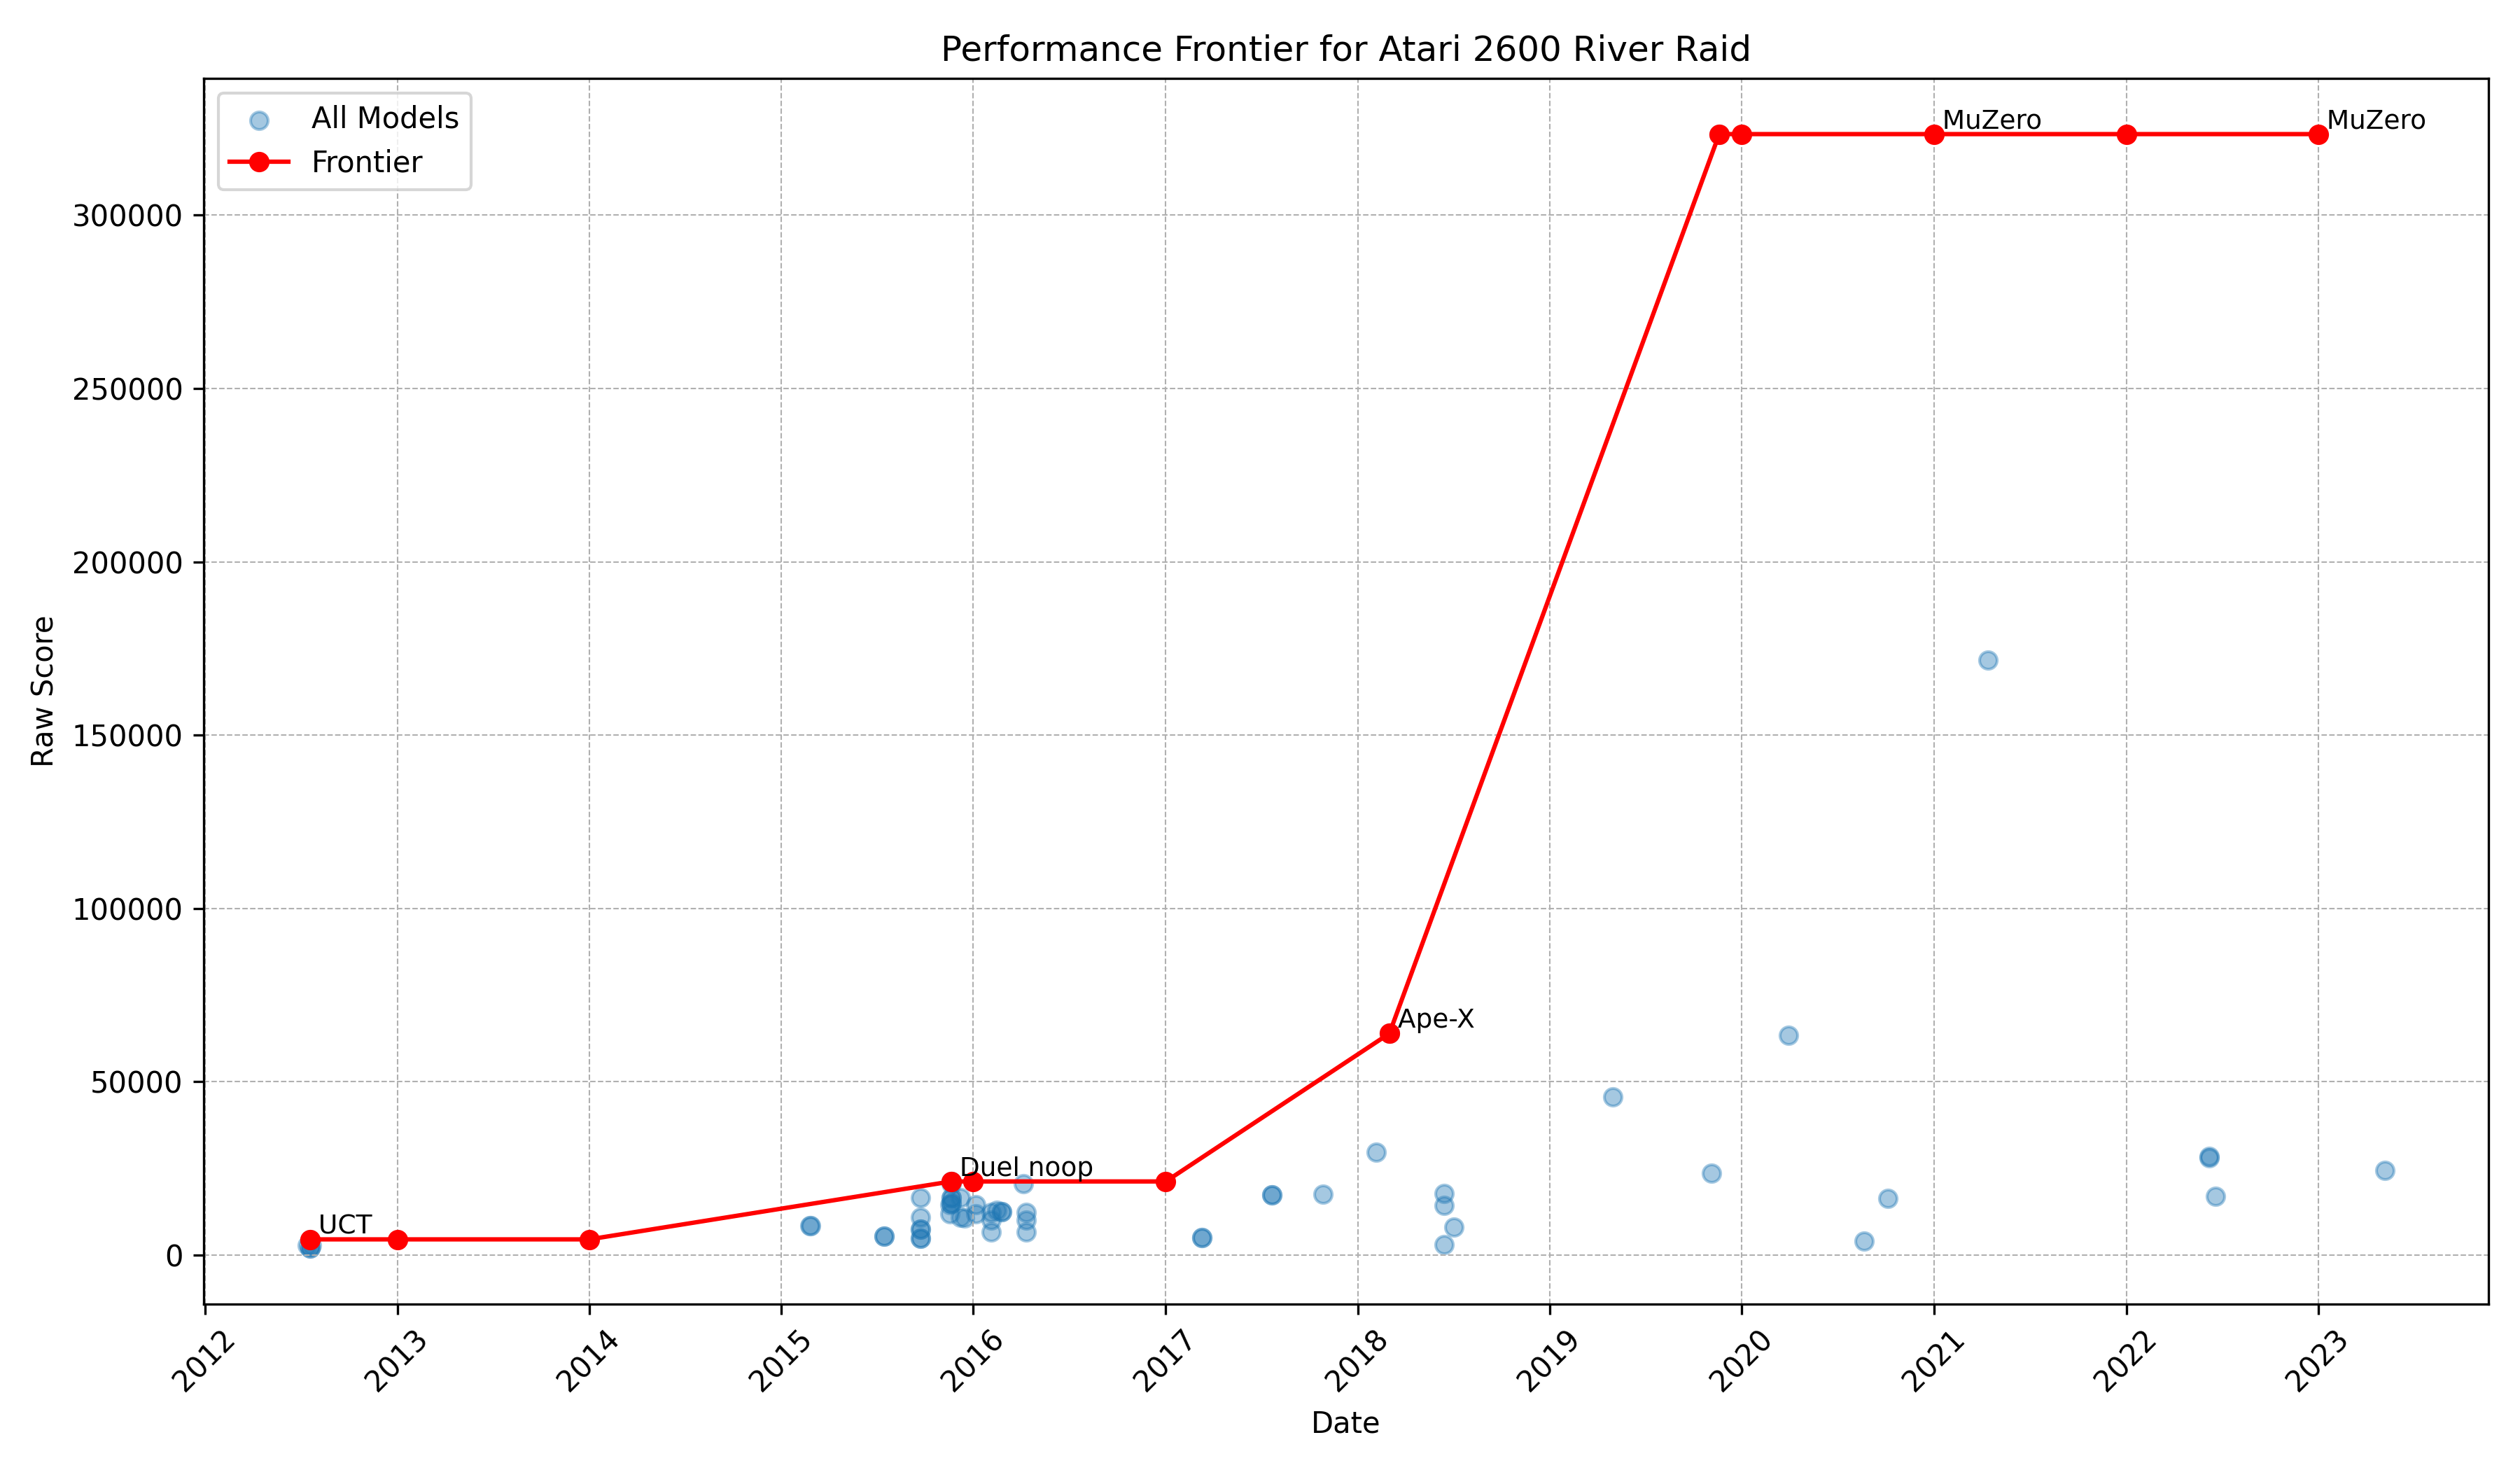 Performance Frontier for Atari 2600 River Raid
All Models
Frontier
MuZero
MuZero
300000
250000
200000
150000
100000
50000
0
Raw Score
Ape-X
Duel noop
UCT
2012
2013
2014
2015
2016
2017
2018
2019
2020
2021
2022
2023
Date